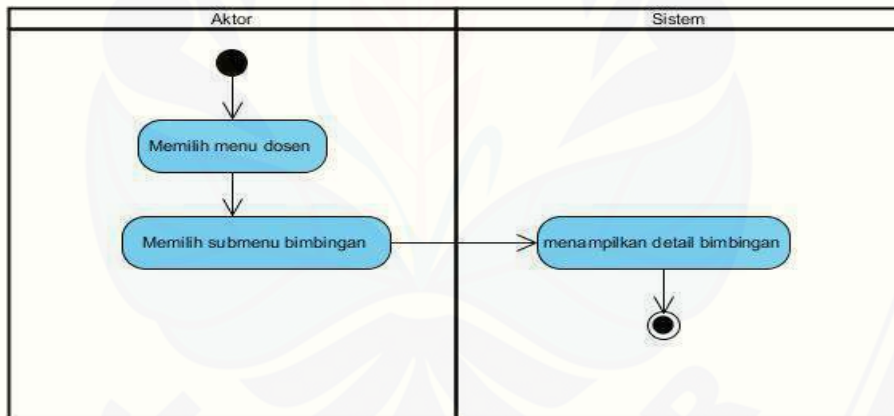 Aktor
Sistem
Memilih menu dosen
Memilih submenu bimbingan
menampilkan detail bimbingan